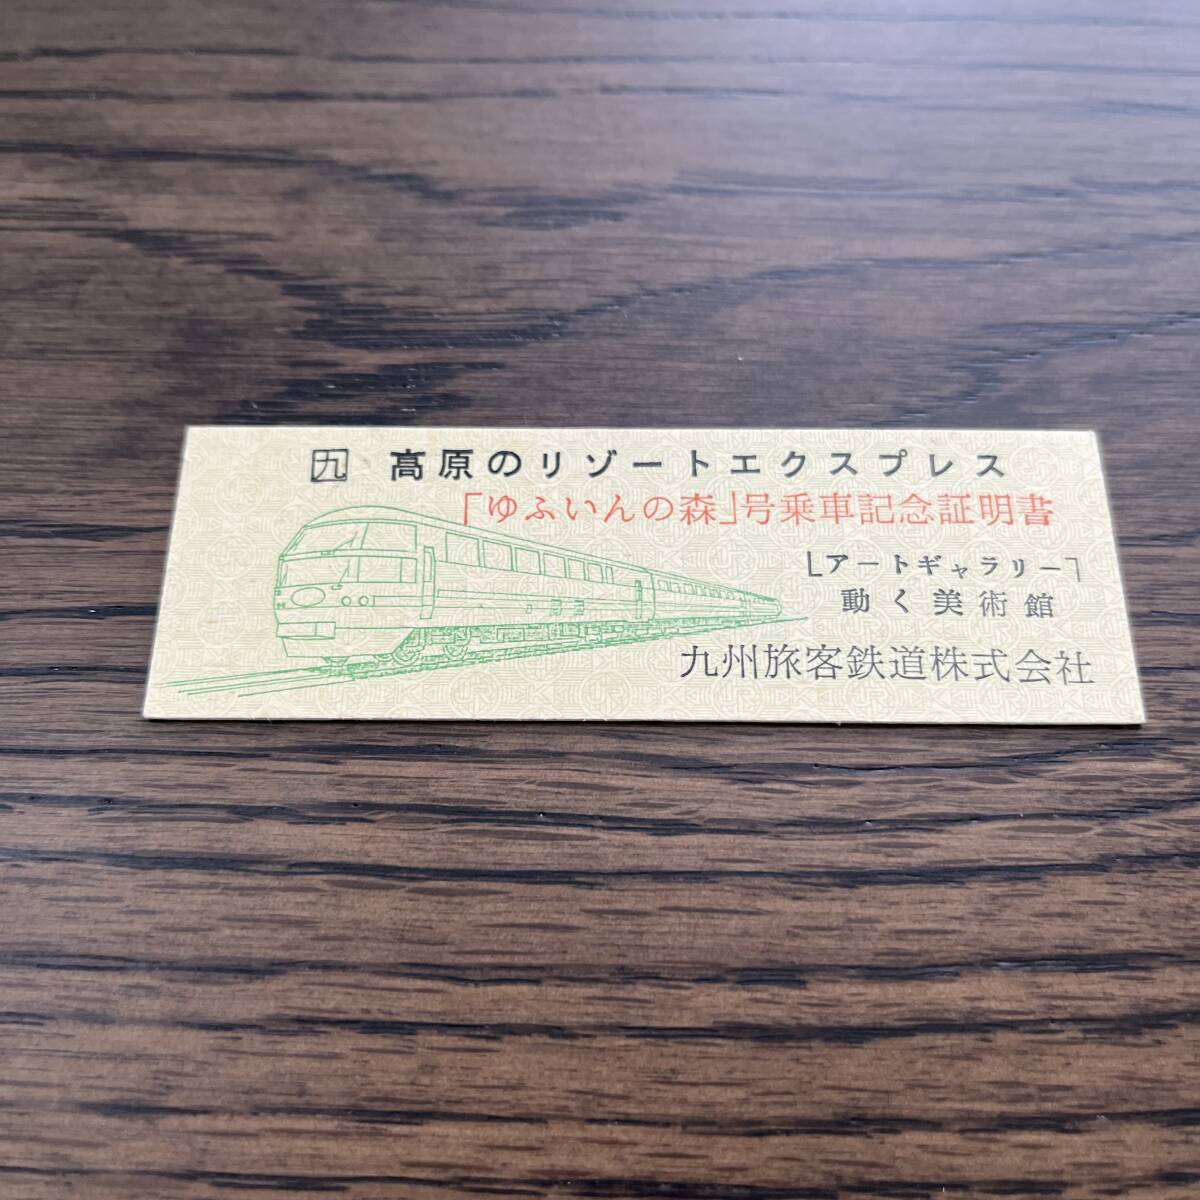 九 高原のリゾートエクスプレス
「ゆふいんの森」号乗車記念証明書
［アートギャラリー］
動く美術館
九州旅客鉄道株式会社